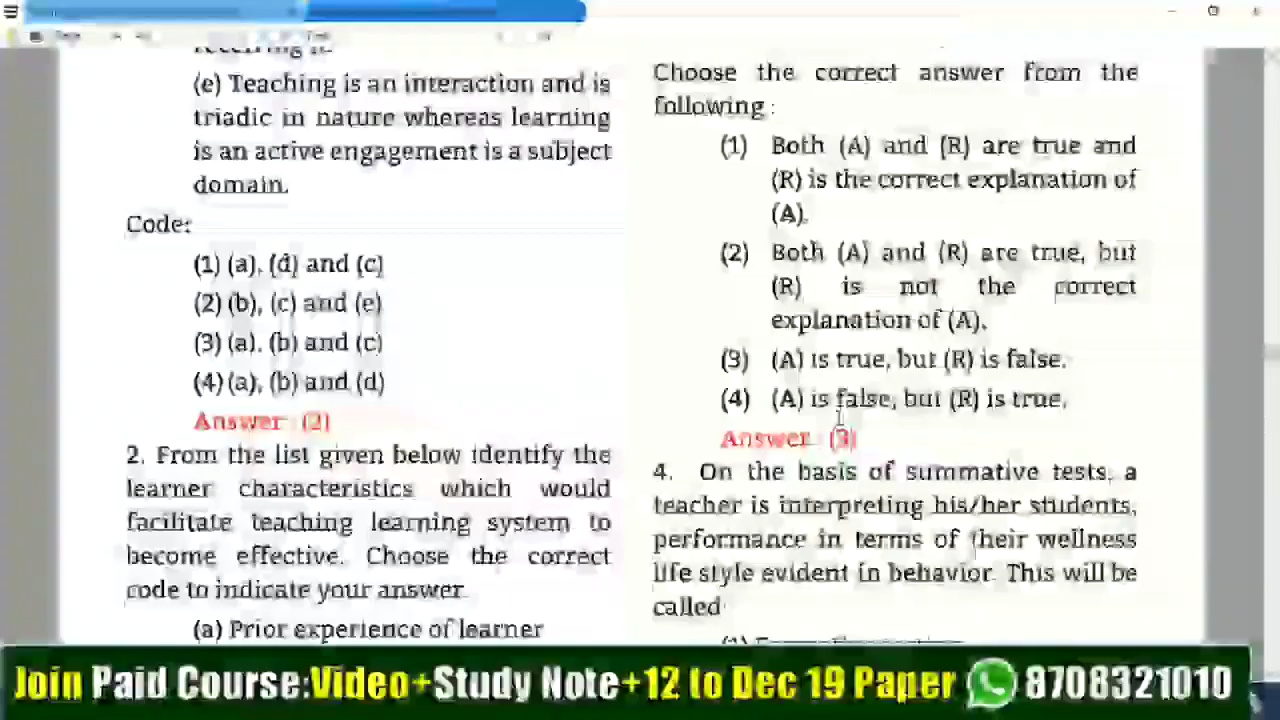 (e) Teaching is an interaction and is
triadic in nature whereas learning
is an active engagement is a subject
domain.
Code:
(1) (a), (d) and (c)
(2) (b), (c) and (e)
(3) (a), (b) and (c)
(4) (a), (b) and (d)
Answer : (2)
2. From the list given below identify the
learner characteristics which would
facilitate teaching learning system to
become effective. Choose the correct
code to indicate your answer.
(a) Prior experience of learner
Choose the correct answer from the
following :
(1) Both (A) and (R) are true and
(R) is the correct explanation of
(A).
(2) Both (A) and (R) are true, but
(R) is not the correct
explanation of (A).
(3) (A) is true, but (R) is false.
(4) (A) is false, but (R) is true.
Answer : (3)
4. On the basis of summative tests, a
teacher is interpreting his/her students,
performance in terms of their wellness
life style evident in behavior. This will be
called
Join Paid Course:Video+Study Note+12 to Dec 19 Paper 8708321010